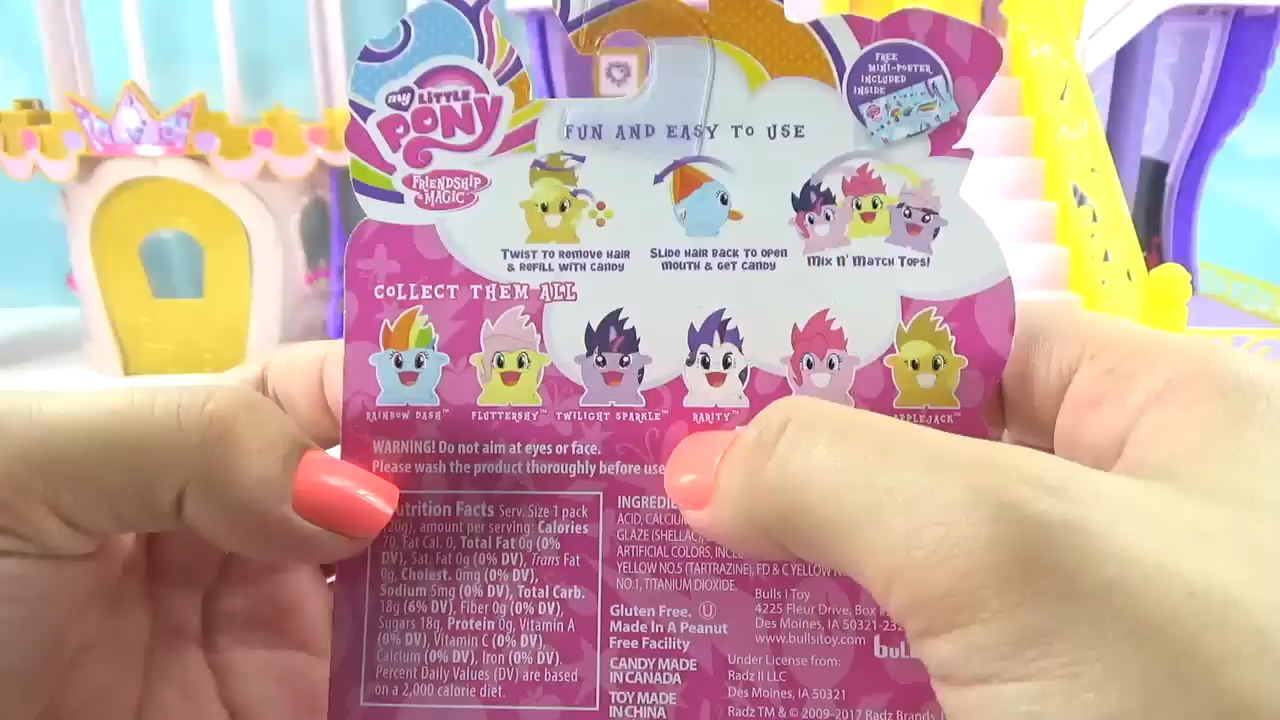 my LITTLE
PONY
FRIENDSHIP
IS
MAGIC
FREE
MINI-POSTER
INCLUDED
INSIDE
FUN AND EASY TO USE
TWIST TO REMOVE HAIR
& REFILL WITH CANDY
SLIDE HAIR BACK TO OPEN
MOUTH & GET CANDY
MIX N' MATCH TOPS!
COLLECT THEM ALL
RAINBOW DASH™ FLUTTERSHY™ TWILIGHT SPARKLE™ RARITY™ APPLEJACK™
WARNING! Do not aim at eyes or face.
Please wash the product thoroughly before use
Nutrition Facts Serv. Size 1 pack
(20g), amount per serving: Calories
70, Fat Cal. 0, Total Fat 0g (0%
DV), Sat. Fat 0g (0% DV), Trans Fat
0g, Cholest. 0mg (0% DV),
Sodium 5mg (0% DV), Total Carb.
18g (6% DV), Fiber 0g (0% DV),
Sugars 18g, Protein 0g, Vitamin A
(0% DV), Vitamin C (0% DV),
Calcium (0% DV), Iron (0% DV).
Percent Daily Values (DV) are based
on a 2,000 calorie diet.
INGREDIE
ACID, CALCIUM
GLAZE (SHELLAC),
ARTIFICIAL COLORS, INCL
YELLOW NO.5 (TARTRAZINE), FD & C YELLOW N
NO.1, TITANIUM DIOXIDE.
Gluten Free. Ⓤ
Made In A Peanut
Free Facility
CANDY MADE
IN CANADA
TOY MADE
IN CHINA
Bulls I Toy
4225 Fleur Drive, Box #
Des Moines, IA 50321-232
www.bullsitoy.com
bull
Under License from:
Radz II LLC
Des Moines, IA 50321
Radz TM & © 2009-2017 Radz Brands,